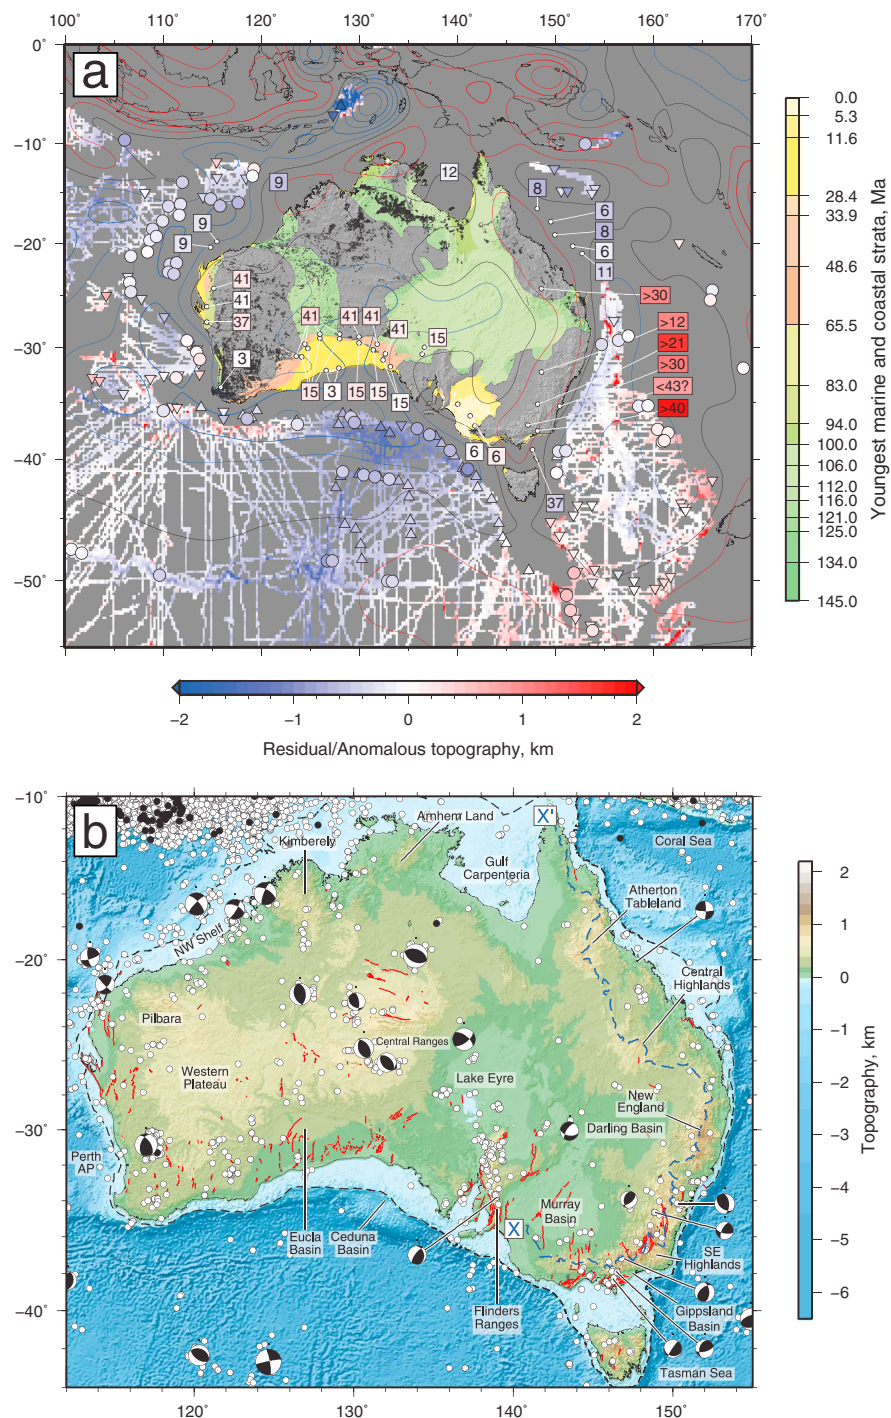 100˚ 110˚ 120˚ 130˚ 140˚ 150˚ 160˚ 170˚
0˚
a
−10˚
−20˚
−30˚
−40˚
−50˚
12
9
8
9
6
8
9
6
11
41
>30
41
37
41
41
41
>12
41
15
>21
>30
3
<43?
15
3
15
15
15
>40
6
6
37
100˚ 110˚ 120˚ 130˚ 140˚ 150˚ 160˚ 170˚
0.0
5.3
11.6
28.4
33.9
48.6
65.5
83.0
94.0
100.0
106.0
112.0
116.0
121.0
125.0
134.0
145.0
Youngest marine and coastal strata, Ma
−2 −1 0 1 2
Residual/Anomalous topography, km
−10˚
b
X'
Arnhem Land
Kimberely
Gulf
Carpenteria
Coral Sea
Atherton
Tableland
NW Shelf
−20˚
Central
Highlands
Pilbara
Central Ranges
Western
Plateau
Lake Eyre
New
England
−30˚
Darling Basin
Perth
AP
Murray
Basin
X
Eucla
Basin
Ceduna
Basin
SE
Highlands
−40˚
Flinders
Ranges
Gippsland
Basin
Tasman Sea
120˚ 130˚ 140˚ 150˚
2
1
0
−1
−2
−3
−4
−5
−6
Topography, km